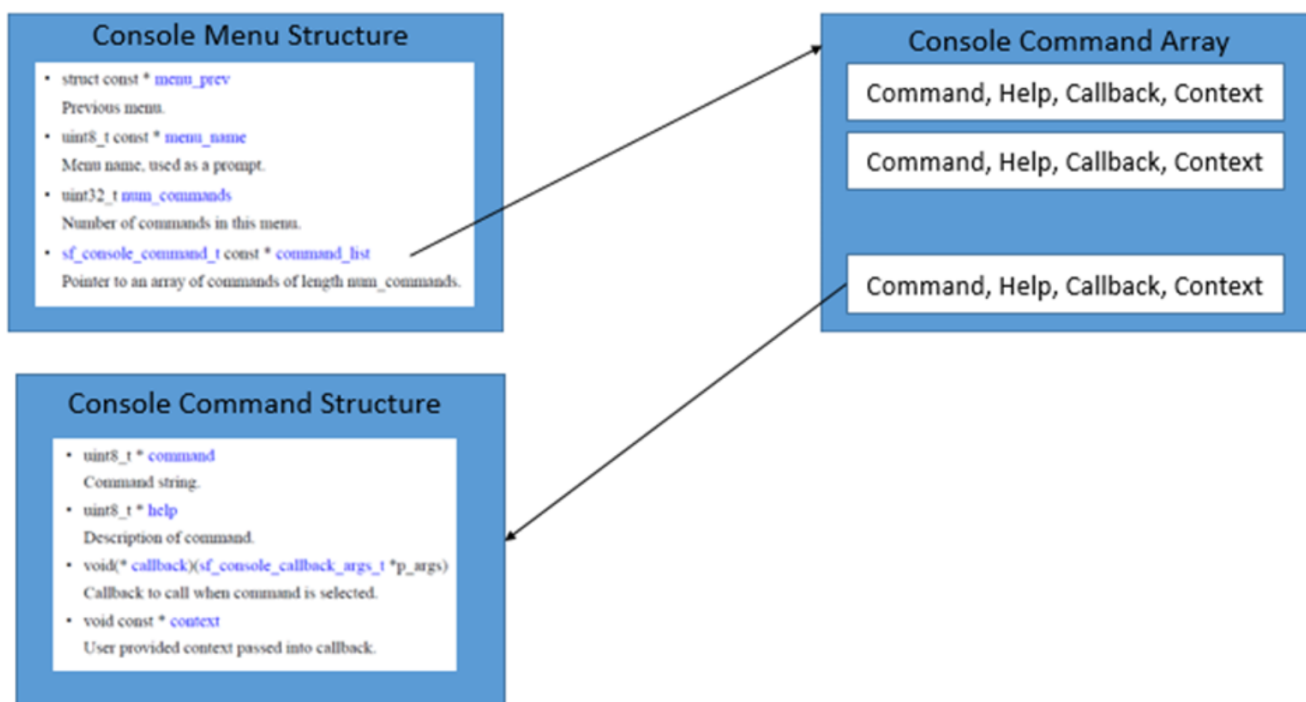 Console Menu Structure
• struct const * menu_prev
Previous menu.
• uint8_t const * menu_name
Menu name, used as a prompt.
• uint32_t num_commands
Number of commands in this menu.
• sf_console_command_t const * command_list
Pointer to an array of commands of length num_commands.
Console Command Array
Command, Help, Callback, Context
Command, Help, Callback, Context
Command, Help, Callback, Context
Console Command Structure
• uint8_t * command
Command string.
• uint8_t * help
Description of command.
• void(* callback)(sf_console_callback_args_t *p_args)
Callback to call when command is selected.
• void const * context
User provided context passed into callback.